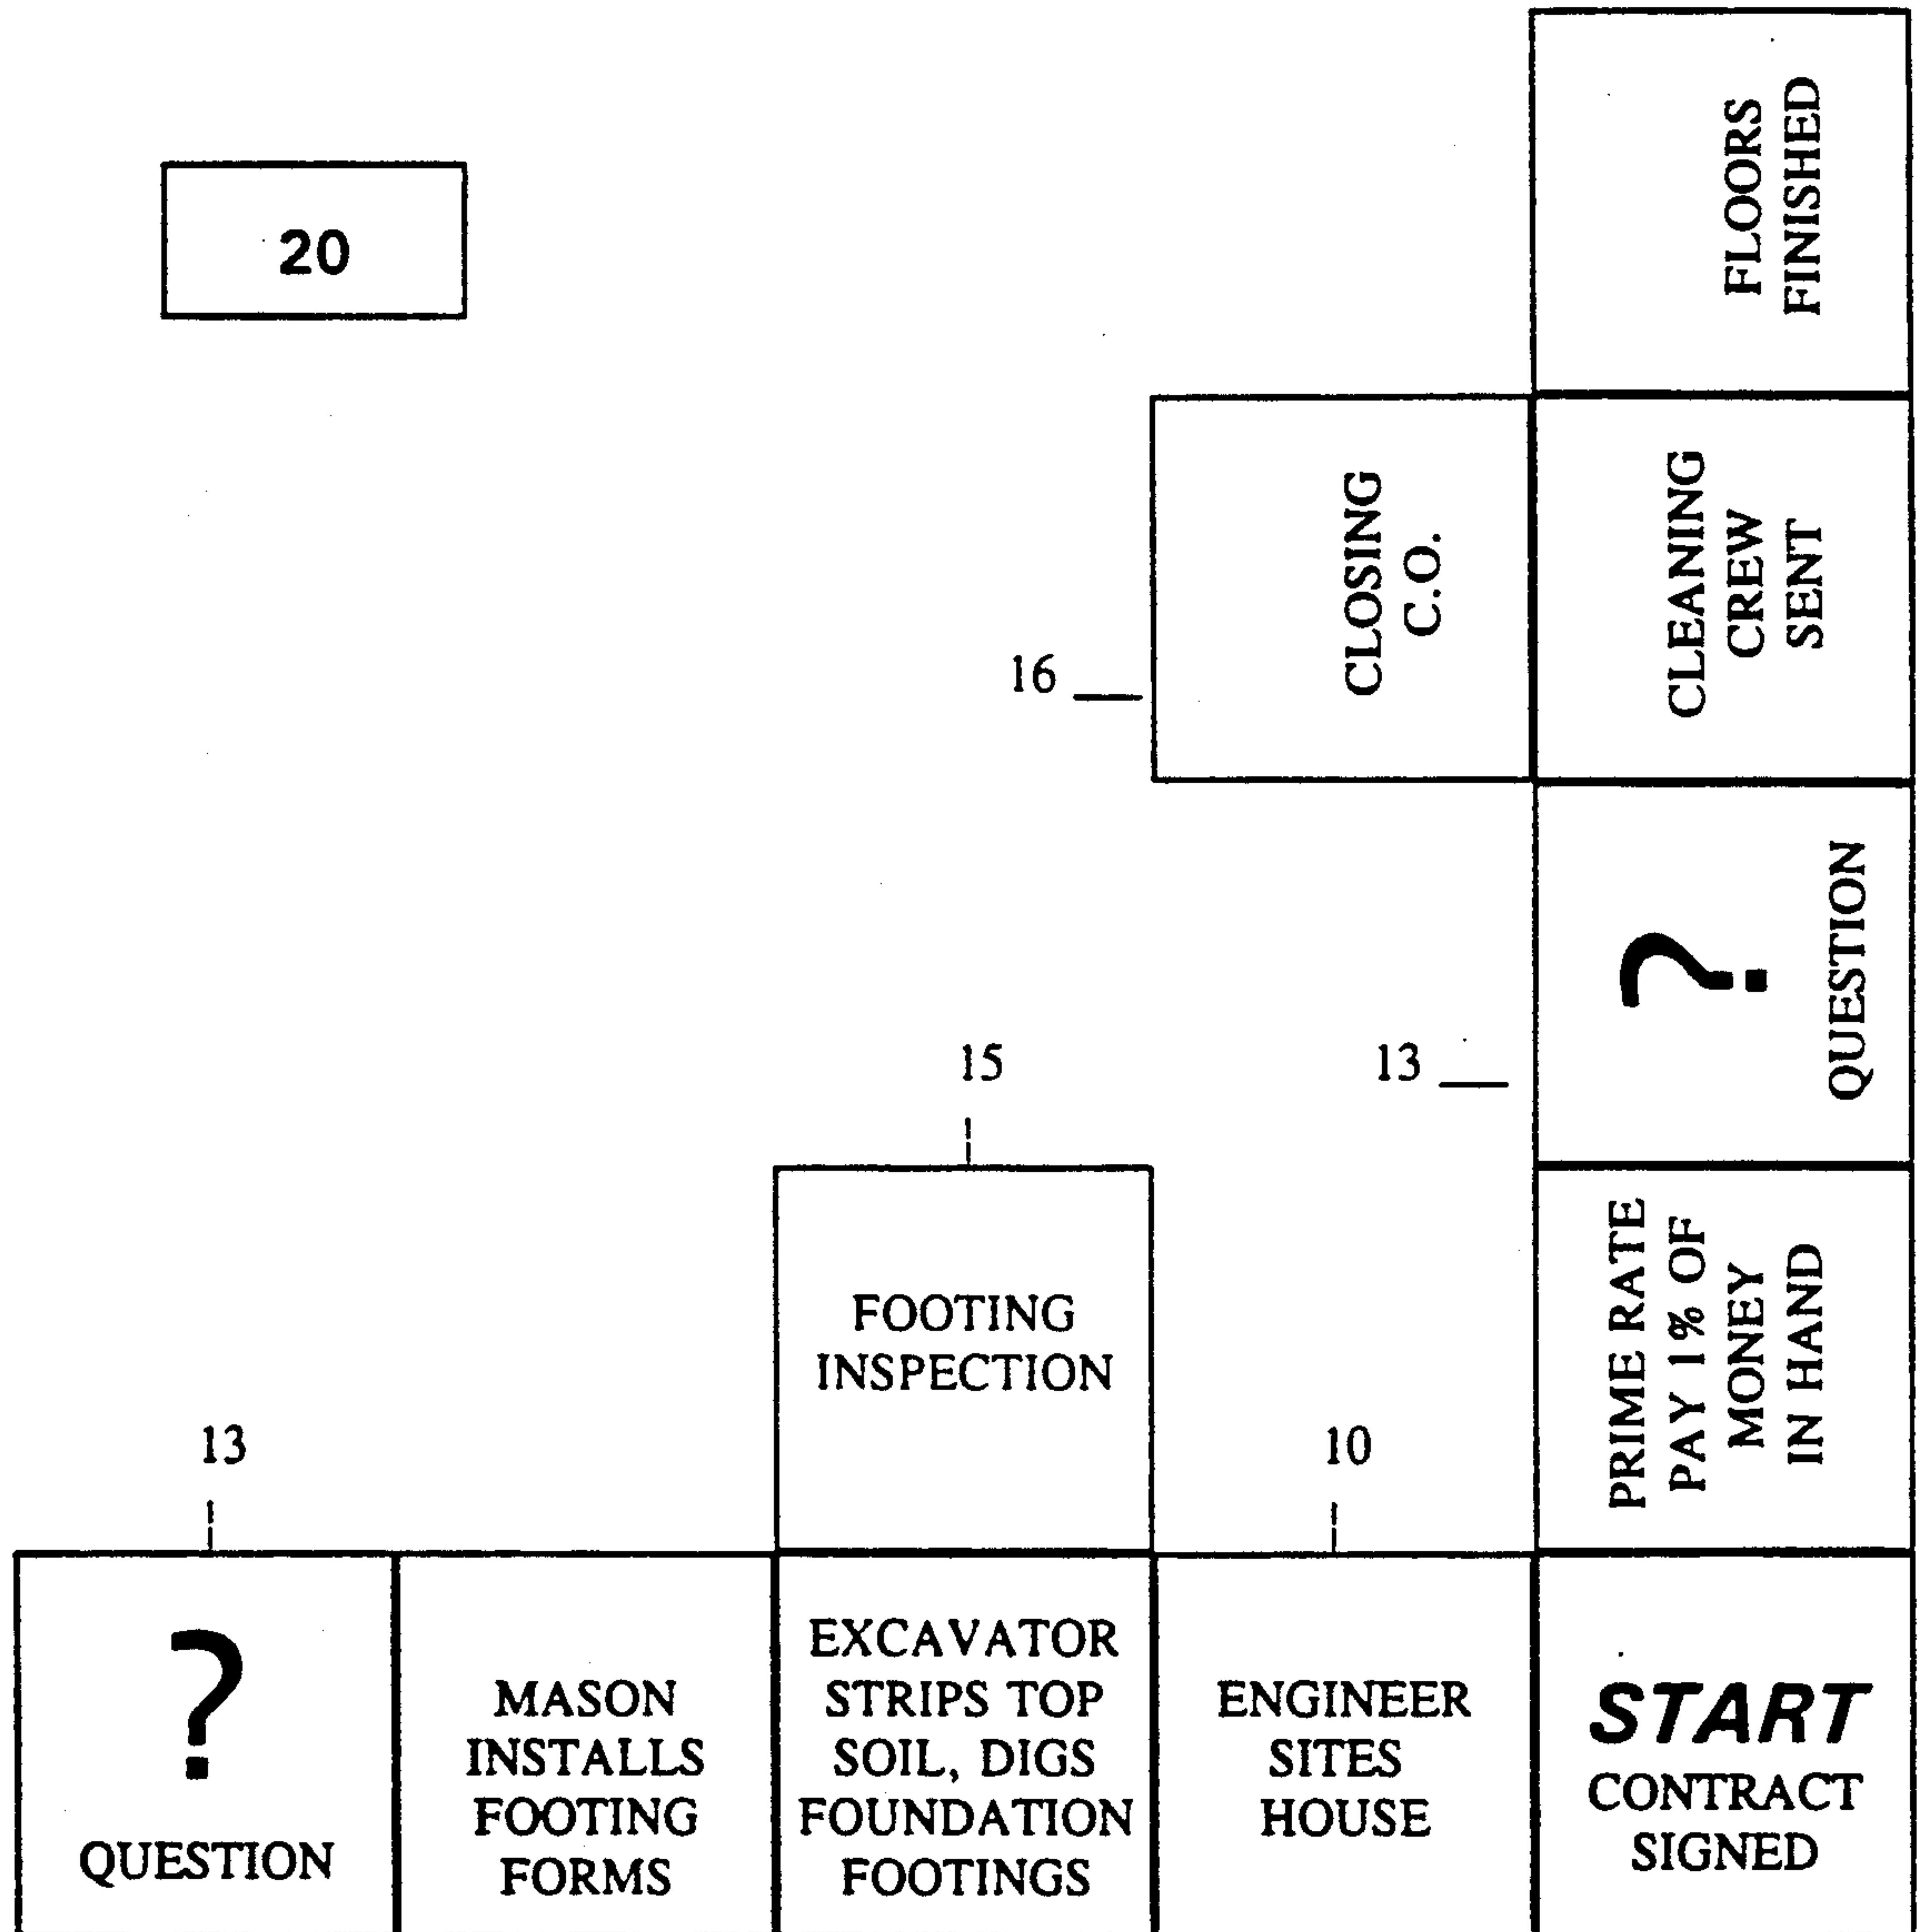 20
FLOORS
FINISHED
CLOSING
C.O.
CLEANING
CREW
SENT
16
?
QUESTION
15
13
FOOTING
INSPECTION
PRIME RATE
PAY 1% OF
MONEY
IN HAND
13
10
?
QUESTION
MASON
INSTALLS
FOOTING
FORMS
EXCAVATOR
STRIPS TOP
SOIL, DIGS
FOUNDATION
FOOTINGS
ENGINEER
SITES
HOUSE
START
CONTRACT
SIGNED